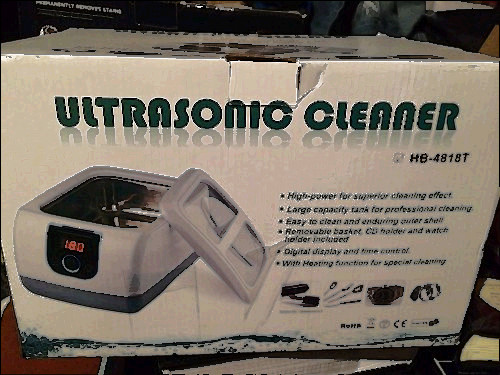 PERMANENTLY REMOVES STAINS
ULTRASONIC CLEANER
HB-4818T
• High-power for superior cleaning effect.
• Large capacity tank for professional cleaning
• Easy to clean and enduring outer shell
• Removable basket, CD holder and watch
holder included
• Digital display and time control.
• With Heating function for special cleaning
180
RoHS CE